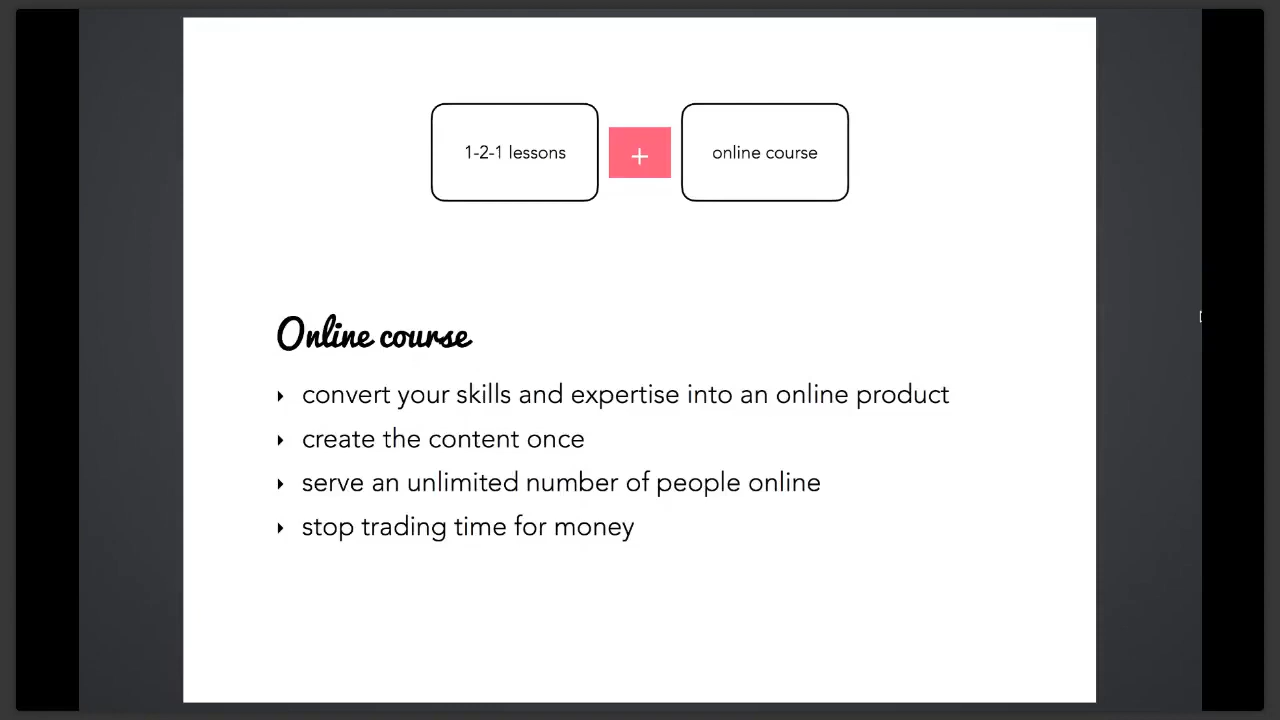 1-2-1 lessons + online course
Online course
convert your skills and expertise into an online product
create the content once
serve an unlimited number of people online
stop trading time for money